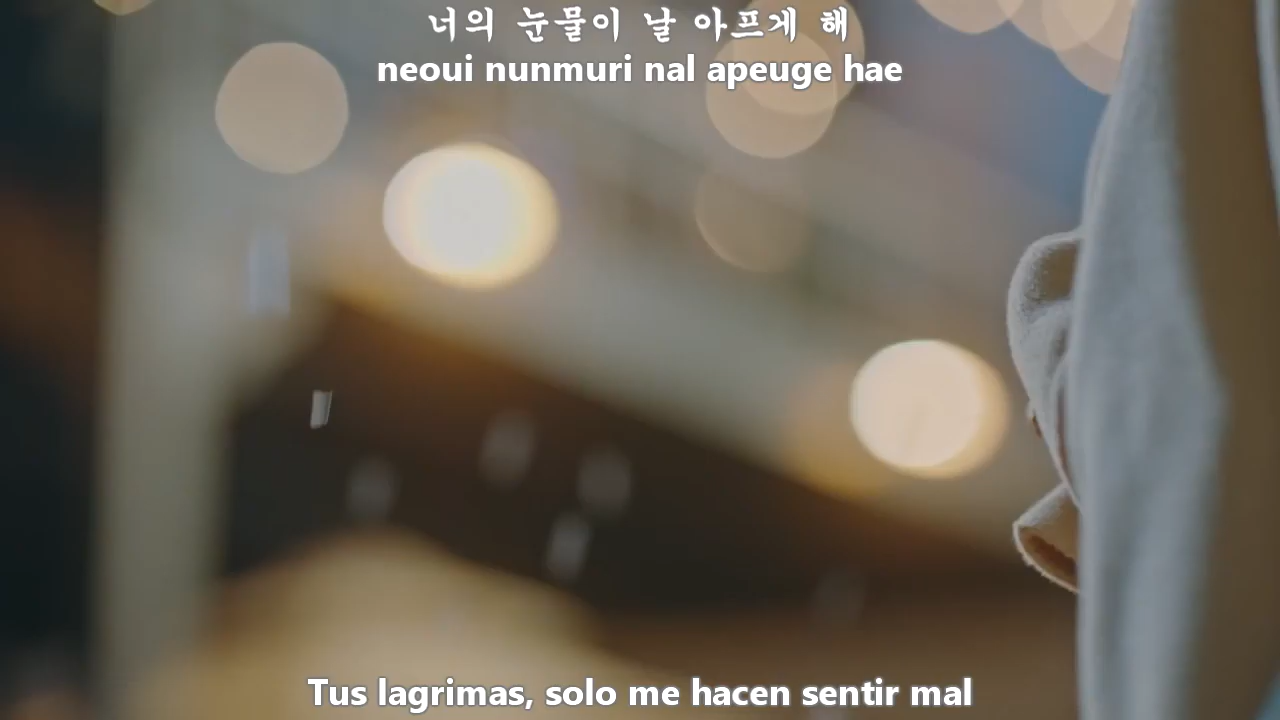 너의 눈물이 날 아프게 해
neoui nunmuri nal apeuge hae
Tus lagrimas, solo me hacen sentir mal